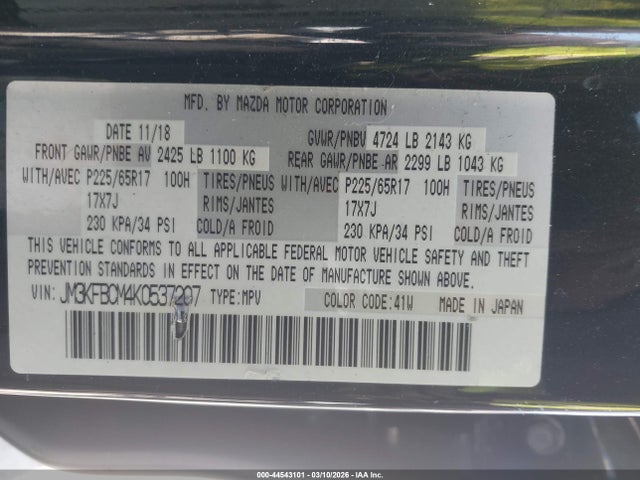 MFD. BY MAZDA MOTOR CORPORATION
DATE 11/18 GVWR/PNBV 4724 LB 2143 KG
FRONT GAWR/PNBE AV 2425 LB 1100 KG REAR GAWR/PNBE AR 2299 LB 1043 KG
WITH/AVEC P225/65R17 100H TIRES/PNEUS WITH/AVEC P225/65R17 100H TIRES/PNEUS
17X7J RIMS/JANTES 17X7J RIMS/JANTES
230 KPA/34 PSI COLD/A FROID 230 KPA/34 PSI COLD/A FROID
THIS VEHICLE CONFORMS TO ALL APPLICABLE FEDERAL MOTOR VEHICLE SAFETY AND THEFT
PREVENTION STANDARDS IN EFFECT ON THE DATE OF MANUFACTURE SHOWN ABOVE.
VIN: JM3KFBCM4K0537207 TYPE:MPV COLOR CODE:41W MADE IN JAPAN
000-44543101 | 03/10/2026 | IAA Inc.